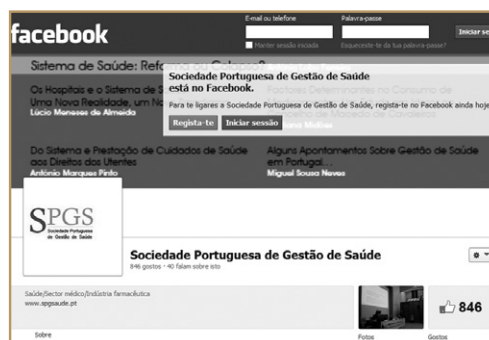 E-mail ou telefone Palavra-passe
facebook
Iniciar se
Manter sessão iniciada Esqueceste-te da tua palavra-passe?
Sistema de Saúde: Reforma ou Colapso?
Sociedade Portuguesa de Gestão de Saúde
está no Facebook.
Os Hospitais e o Sistema de S
Factores Determinantes no Consumo de
Uma Nova Realidade, um No
Para te ligares a Sociedade Portuguesa de Gestão de Saúde, regista-te no Facebook ainda hoje
Lúcio Meneses de Almeida
Concelho de Macedo de Cavaleiros
Regista-te Iniciar sessão
Do Sistema e Prestação de Cuidados de Saúde
aos Direitos dos Utentes
António Marques Pinto
Alguns Apontamentos Sobre Gestão de Saúde
em Portugal...
Miguel Sousa Neves
SPGS
Sociedade Portuguesa
de Gestão de Saúde
Sociedade Portuguesa de Gestão de Saúde
846 gostos · 40 falam sobre isto
Saúde/Sector médico/Indústria farmacêutica
www.spgsaude.pt
846
Sobre Fotos Gostos